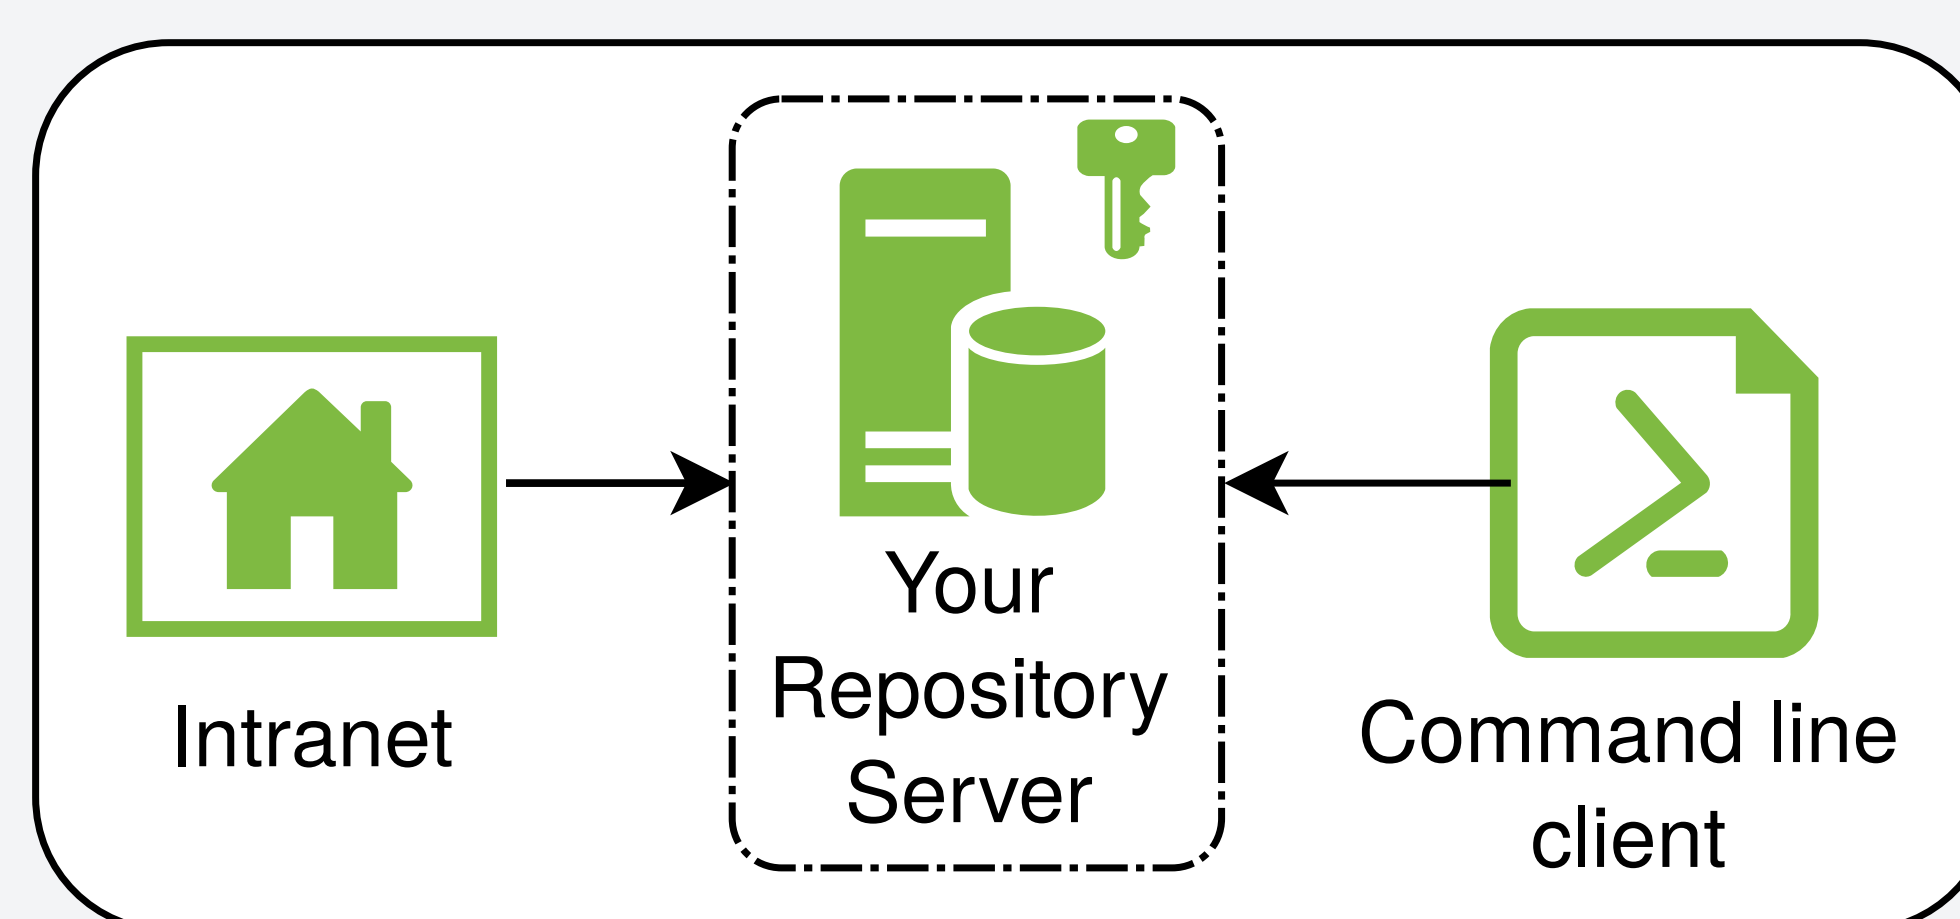 Intranet
Your
Repository
Server
Command line
client